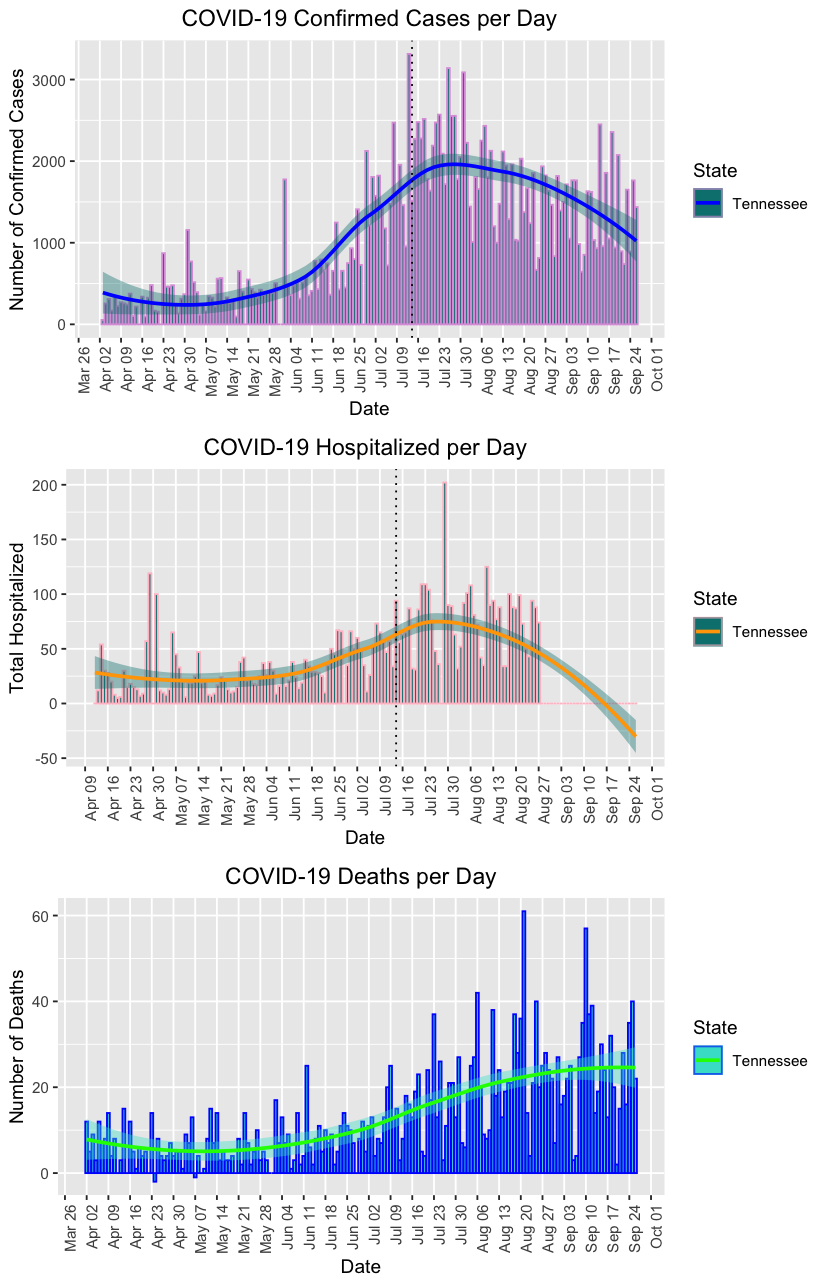 COVID-19 Confirmed Cases per Day
Number of Confirmed Cases
3000
2000
1000
0
Mar 26
Apr 02
Apr 09
Apr 16
Apr 23
Apr 30
May 07
May 14
May 21
May 28
Jun 04
Jun 11
Jun 18
Jun 25
Jul 02
Jul 09
Jul 16
Jul 23
Jul 30
Aug 06
Aug 13
Aug 20
Aug 27
Sep 03
Sep 10
Sep 17
Sep 24
Oct 01
Date
State
Tennessee
COVID-19 Hospitalized per Day
Total Hospitalized
200
150
100
50
0
-50
Apr 09
Apr 16
Apr 23
Apr 30
May 07
May 14
May 21
May 28
Jun 04
Jun 11
Jun 18
Jun 25
Jul 02
Jul 09
Jul 16
Jul 23
Jul 30
Aug 06
Aug 13
Aug 20
Aug 27
Sep 03
Sep 10
Sep 17
Sep 24
Oct 01
Date
State
Tennessee
COVID-19 Deaths per Day
Number of Deaths
60
40
20
0
Mar 26
Apr 02
Apr 09
Apr 16
Apr 23
Apr 30
May 07
May 14
May 21
May 28
Jun 04
Jun 11
Jun 18
Jun 25
Jul 02
Jul 09
Jul 16
Jul 23
Jul 30
Aug 06
Aug 13
Aug 20
Aug 27
Sep 03
Sep 10
Sep 17
Sep 24
Oct 01
Date
State
Tennessee